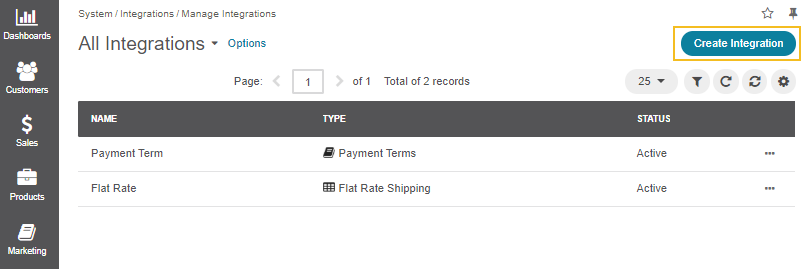 System / Integrations / Manage Integrations
All Integrations Options
Create Integration
Page: 1 of 1 Total of 2 records 25
NAME TYPE STATUS
Payment Term Payment Terms Active
Flat Rate Flat Rate Shipping Active
Dashboards
Customers
Sales
Products
Marketing